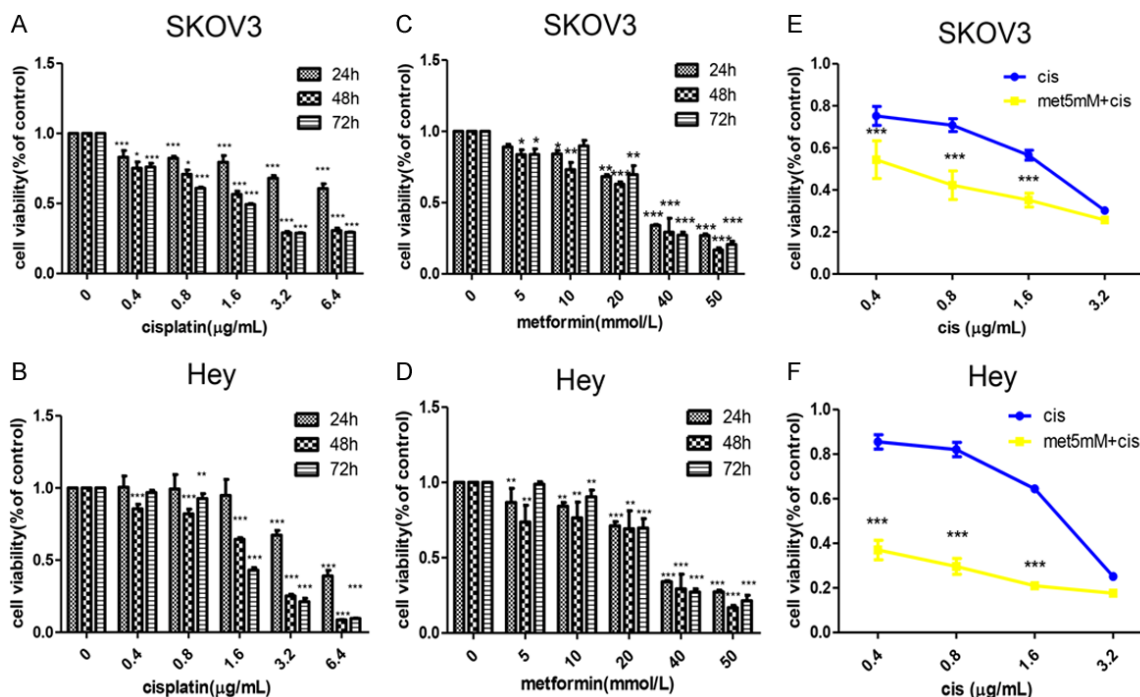 A
SKOV3
1.5
1.0
0.5
0.0
cell viability(% of control)
24h
48h
72h
*** * ***
*** * ***
*** *** ***
*** *** ***
*** *** ***
0 0.4 0.8 1.6 3.2 6.4
cisplatin(μg/mL)
B
Hey
1.5
1.0
0.5
0.0
cell viability(% of control)
24h
48h
72h
***
*** **
*** ***
*** *** ***
*** *** ***
0 0.4 0.8 1.6 3.2 6.4
cisplatin(μg/mL)
C
SKOV3
1.5
1.0
0.5
0.0
cell viability(% of control)
24h
48h
72h
* *
* **
** *** **
*** *** ***
*** *** ***
0 5 10 20 40 50
metformin(mmol/L)
D
Hey
1.5
1.0
0.5
0.0
cell viability(% of control)
24h
48h
72h
** **
** ** **
*** ** ***
*** *** ***
*** *** ***
0 5 10 20 40 50
metformin(mmol/L)
E
SKOV3
1.0
0.8
0.6
0.4
0.2
0.0
cell viability(% of control)
cis
met5mM+cis
*** *** ***
0.4 0.8 1.6 3.2
cis (μg/mL)
F
Hey
1.0
0.8
0.6
0.4
0.2
0.0
cell viability(% of control)
cis
met5mM+cis
*** *** ***
0.4 0.8 1.6 3.2
cis (μg/mL)